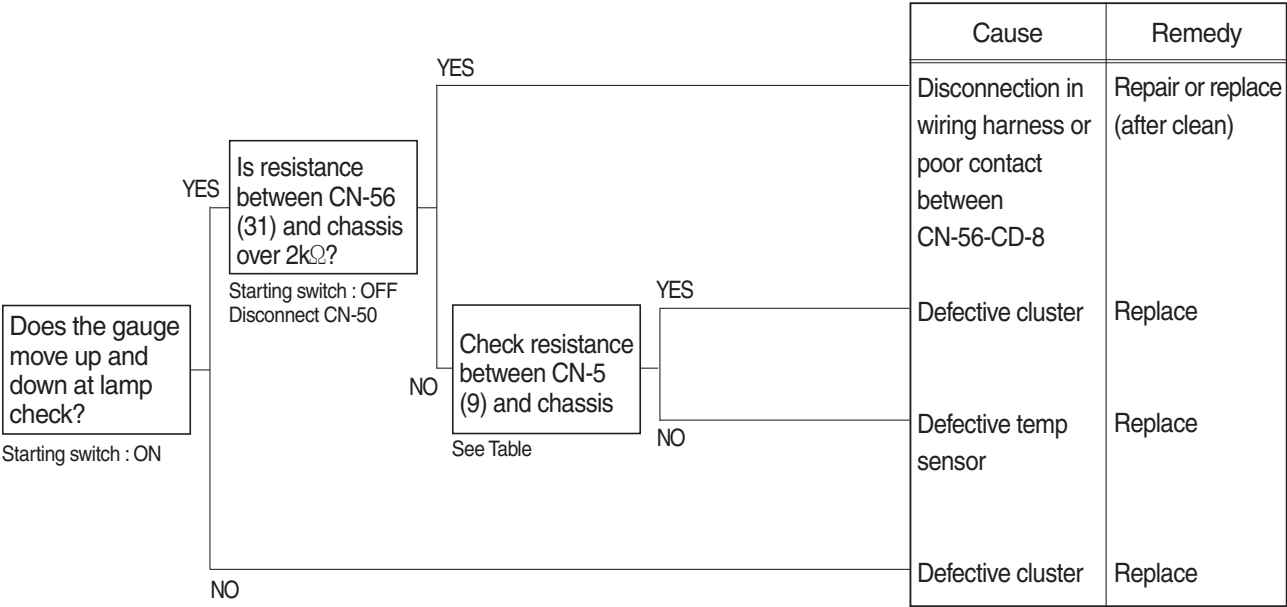 Cause
Remedy
YES
Disconnection in
wiring harness or
poor contact
between
CN-56-CD-8
Repair or replace
(after clean)
YES
Is resistance
between CN-56
(31) and chassis
over 2kΩ?
Starting switch : OFF
Disconnect CN-50
YES
Defective cluster
Replace
Does the gauge
move up and
down at lamp
check?
Starting switch : ON
NO
Check resistance
between CN-5
(9) and chassis
See Table
NO
Defective temp
sensor
Replace
NO
Defective cluster
Replace